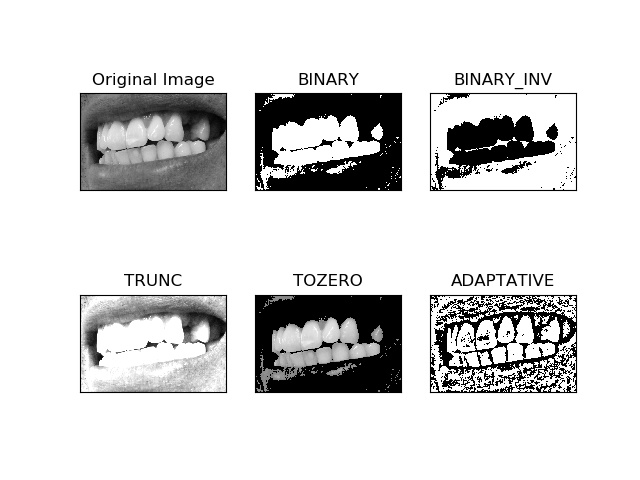 Original Image
BINARY
BINARY_INV
TRUNC
TOZERO
ADAPTATIVE